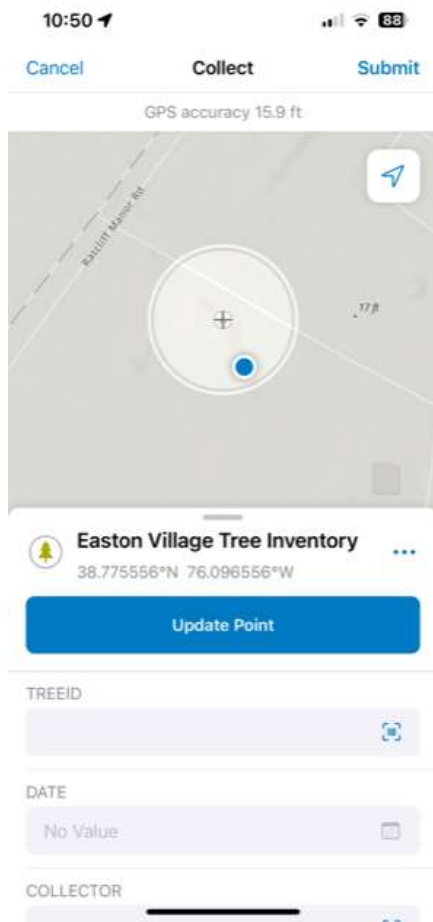 10:50
88
Cancel
Collect
Submit
GPS accuracy 15.9 ft
Ratcliff Manor Rd
17 ft
Easton Village Tree Inventory
38.775556°N 76.096556°W
Update Point
TREEID
DATE
No Value
COLLECTOR